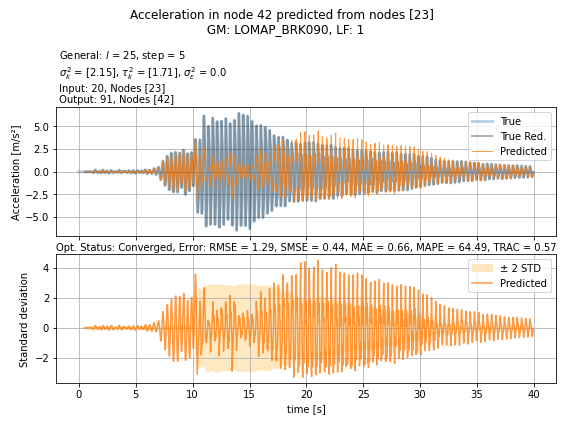 Acceleration in node 42 predicted from nodes [23]
GM: LOMAP_BRK090, LF: 1
General: l = 25, step = 5
σ²ₖ = [2.15], τ²ₖ = [1.71], σ²ε = 0.0
Input: 20, Nodes [23]
Output: 91, Nodes [42]
Acceleration [m/s²]
5.0
2.5
0.0
−2.5
−5.0
True
True Red.
Predicted
Opt. Status: Converged, Error: RMSE = 1.29, SMSE = 0.44, MAE = 0.66, MAPE = 64.49, TRAC = 0.57
Standard deviation
4
2
0
−2
± 2 STD
Predicted
0 5 10 15 20 25 30 35 40
time [s]